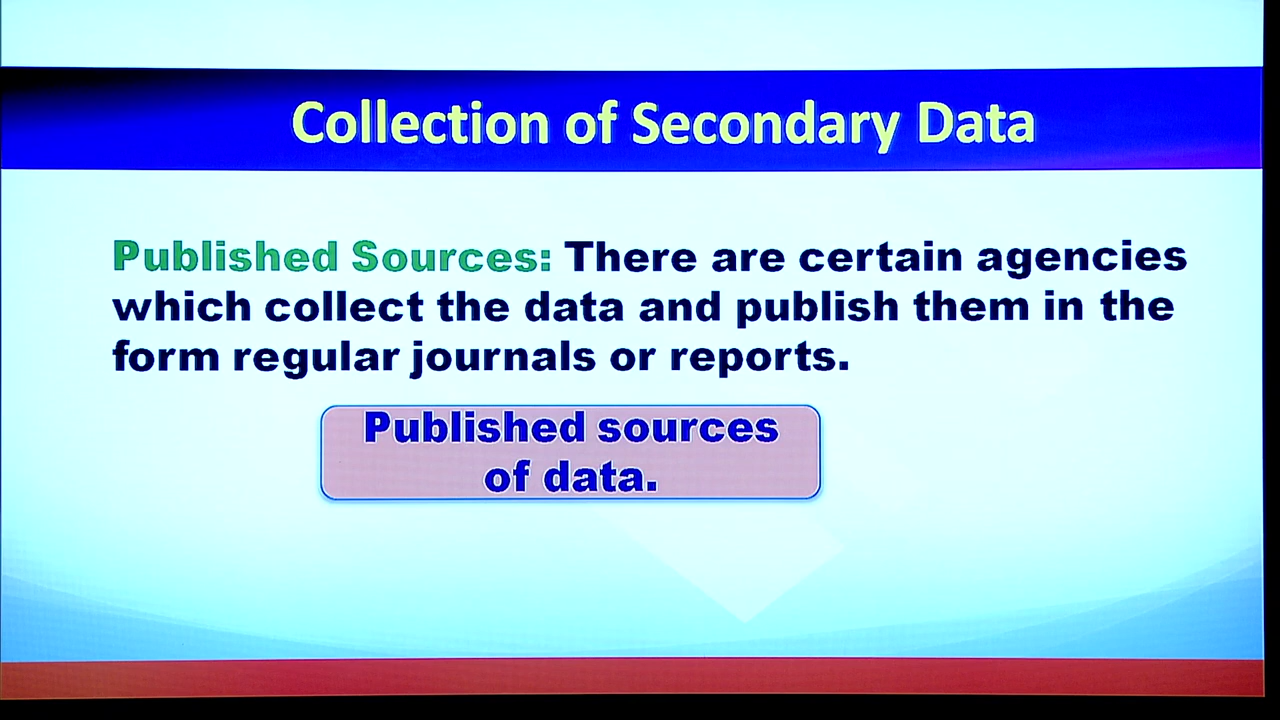 Collection of Secondary Data
Published Sources: There are certain agencies
which collect the data and publish them in the
form regular journals or reports.
Published sources
of data.